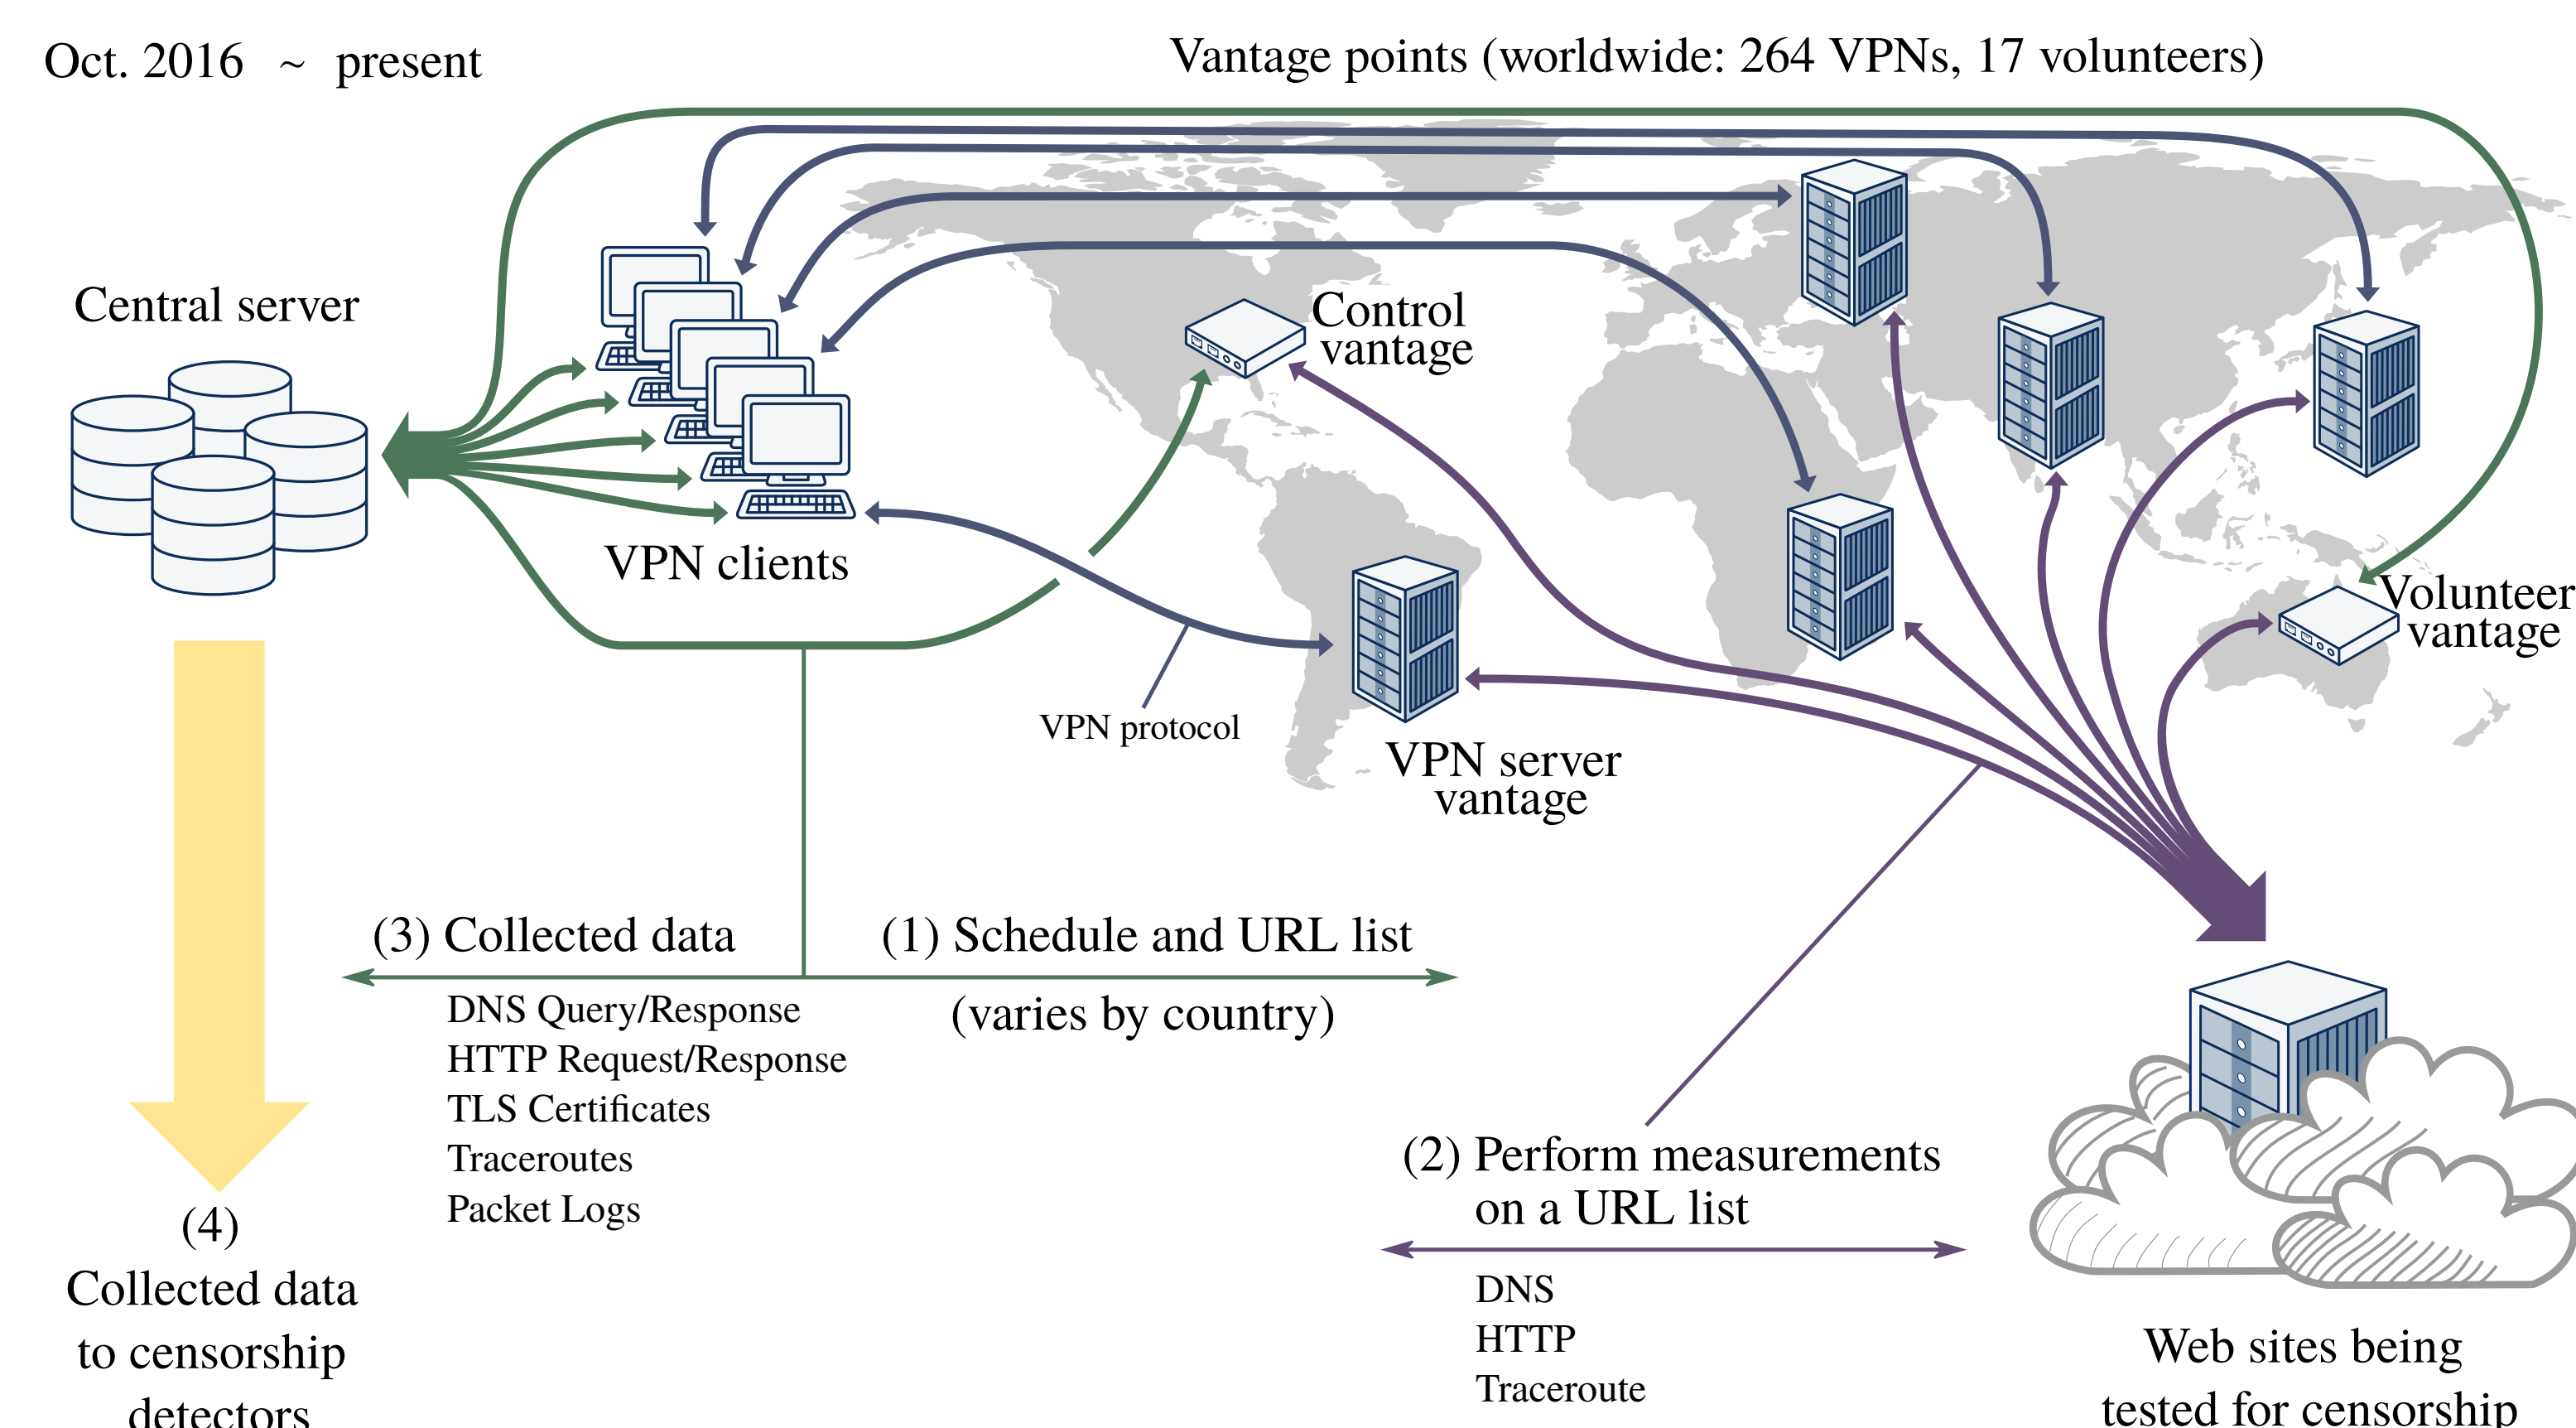 Oct. 2016 ~ present
Vantage points (worldwide: 264 VPNs, 17 volunteers)
Central server
Control
vantage
VPN clients
Volunteer
vantage
VPN protocol
VPN server
vantage
(3) Collected data
(1) Schedule and URL list
(varies by country)
DNS Query/Response
HTTP Request/Response
TLS Certificates
Traceroutes
Packet Logs
(2) Perform measurements
on a URL list
DNS
HTTP
Traceroute
(4)
Collected data
to censorship
detectors
Web sites being
tested for censorship